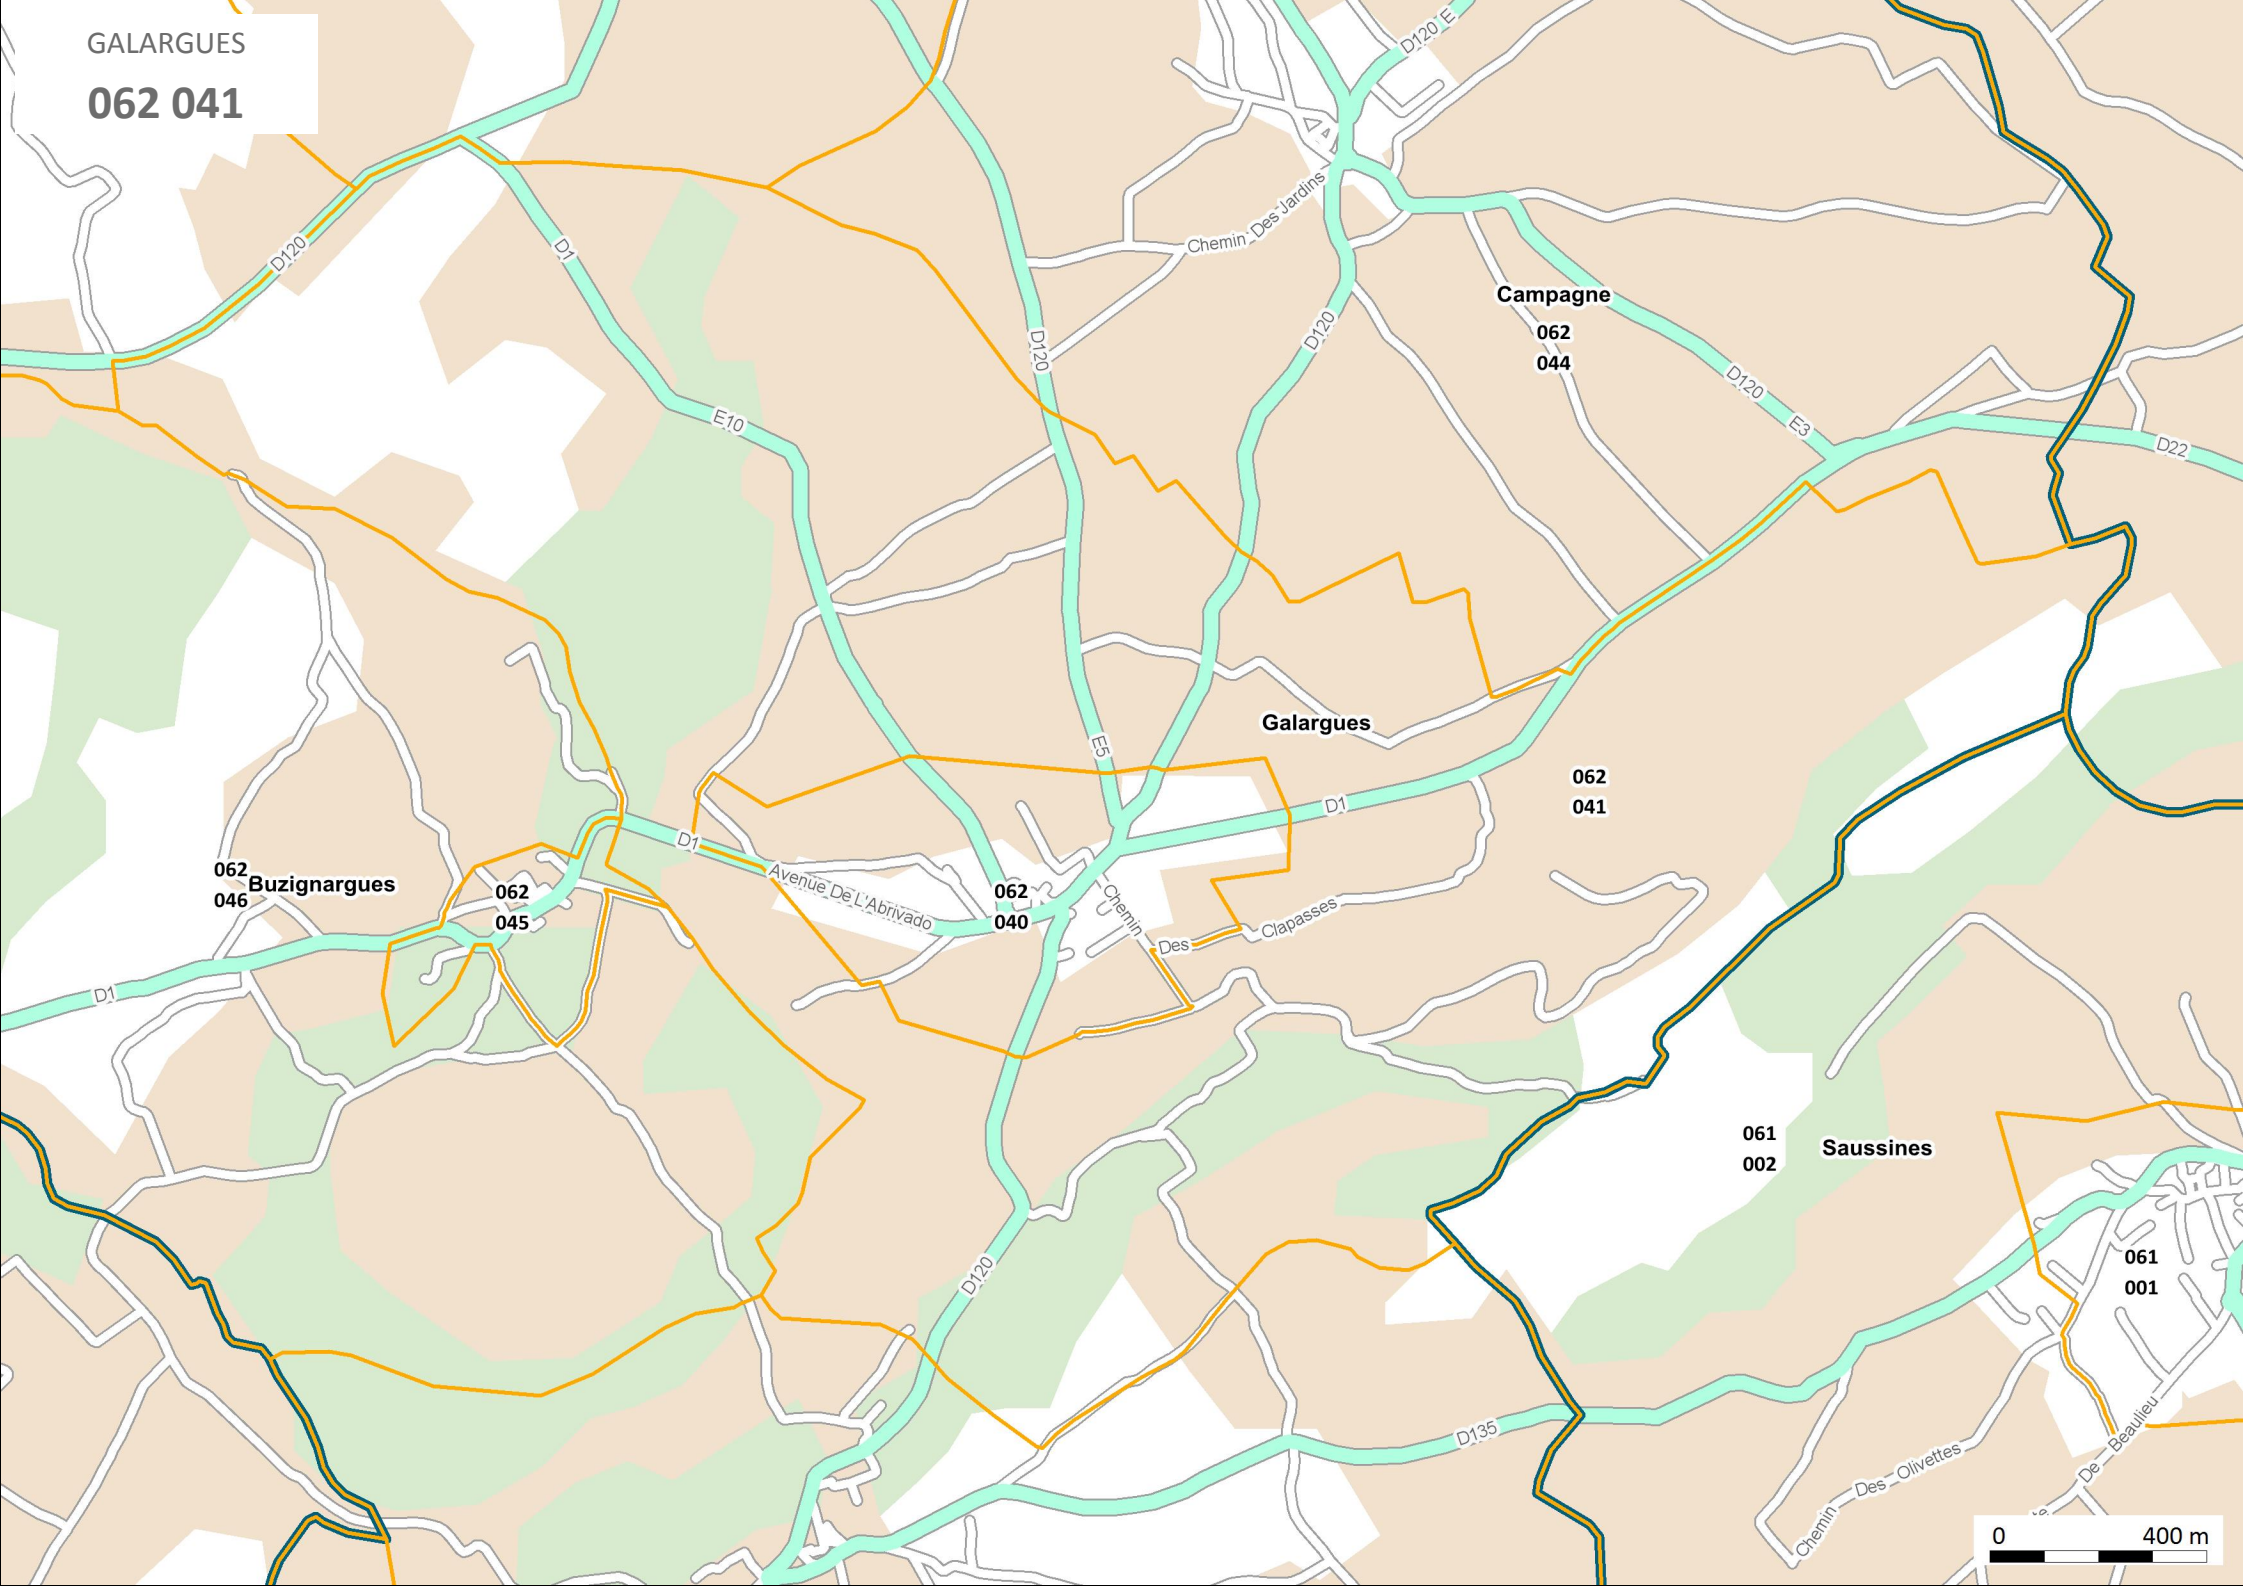 GALARGUES
062 041
D120 E
Chemin Des Jardins
D120
D1
Campagne
062
044
D120
D120
D120
E3
E10
D22
Galargues
E5
062
041
D1
D1
Avenue De L'Abrivado
062
046
Buzignargues
062
045
062
040
Chemin
Des
Clapasses
D1
061
002
Saussines
D120
061
001
D135
De Beaulieu
Chemin Des Olivettes
0 400 m